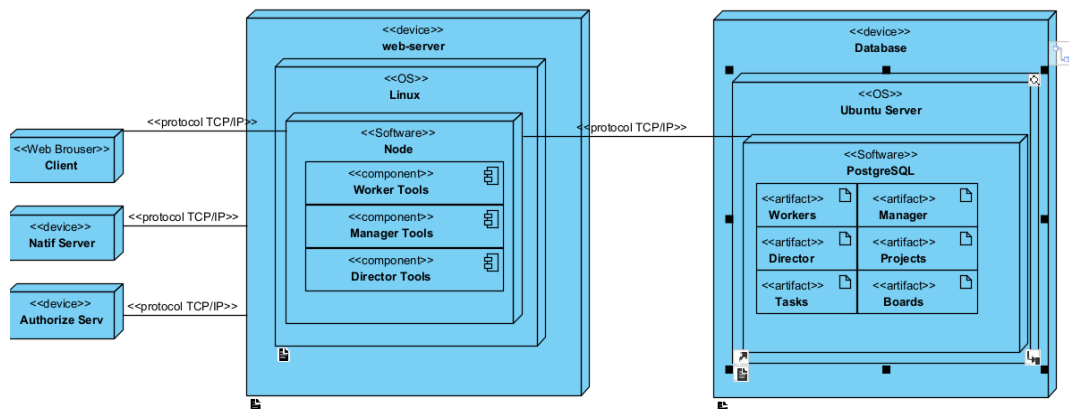 <<Web Brouser>>
Client
<<device>>
Natif Server
<<device>>
Authorize Serv
<<protocol TCP/IP>>
<<protocol TCP/IP>>
<<protocol TCP/IP>>
<<device>>
web-server
<<OS>>
Linux
<<Software>>
Node
<<component>>
Worker Tools
<<component>>
Manager Tools
<<component>>
Director Tools
<<protocol TCP/IP>>
<<device>>
Database
<<OS>>
Ubuntu Server
<<Software>>
PostgreSQL
<<artifact>>
Workers
<<artifact>>
Manager
<<artifact>>
Director
<<artifact>>
Projects
<<artifact>>
Tasks
<<artifact>>
Boards